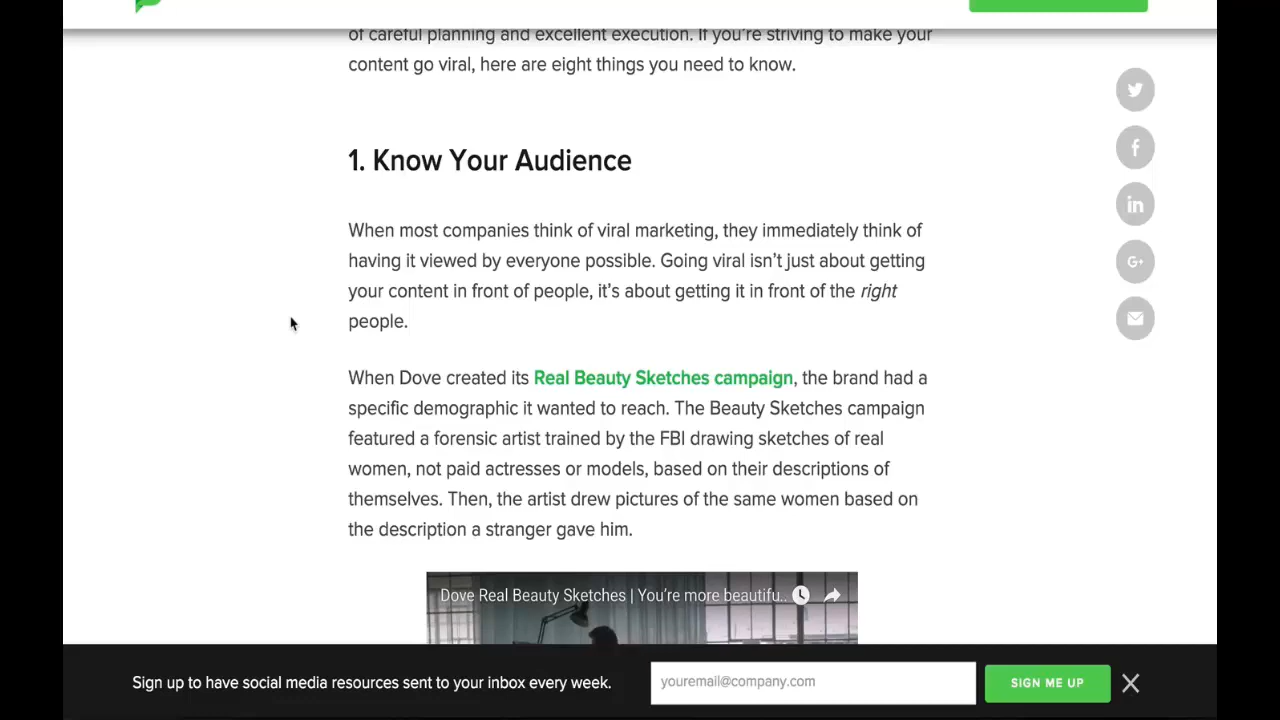 of careful planning and excellent execution. If you're striving to make your
content go viral, here are eight things you need to know.
1. Know Your Audience
When most companies think of viral marketing, they immediately think of
having it viewed by everyone possible. Going viral isn't just about getting
your content in front of people, it's about getting it in front of the right
people.
When Dove created its Real Beauty Sketches campaign, the brand had a
specific demographic it wanted to reach. The Beauty Sketches campaign
featured a forensic artist trained by the FBI drawing sketches of real
women, not paid actresses or models, based on their descriptions of
themselves. Then, the artist drew pictures of the same women based on
the description a stranger gave him.
Dove Real Beauty Sketches | You're more beautifu..
Sign up to have social media resources sent to your inbox every week.
youremail@company.com
SIGN ME UP